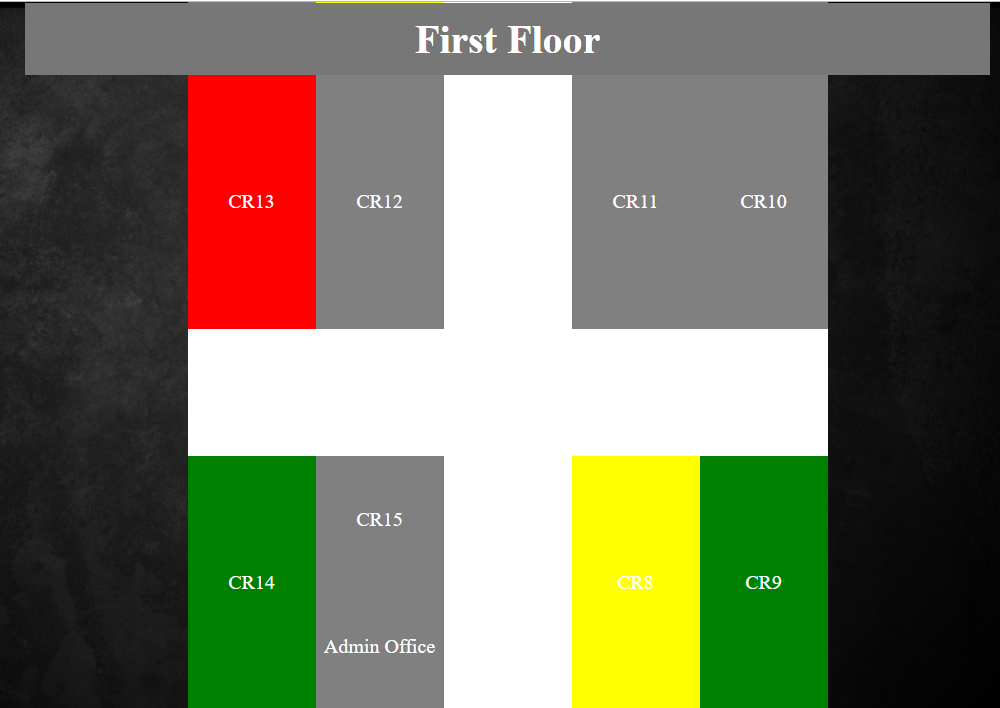 First Floor
CR13
CR12
CR11
CR10
CR15
CR14
CR8
CR9
Admin Office